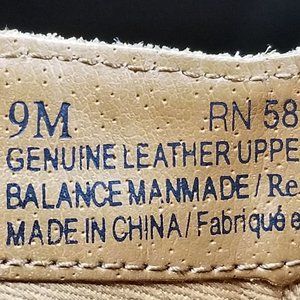 9M RN 58
GENUINE LEATHER UPPE
BALANCE MANMADE/Re
MADE IN CHINA/Fabriqué e